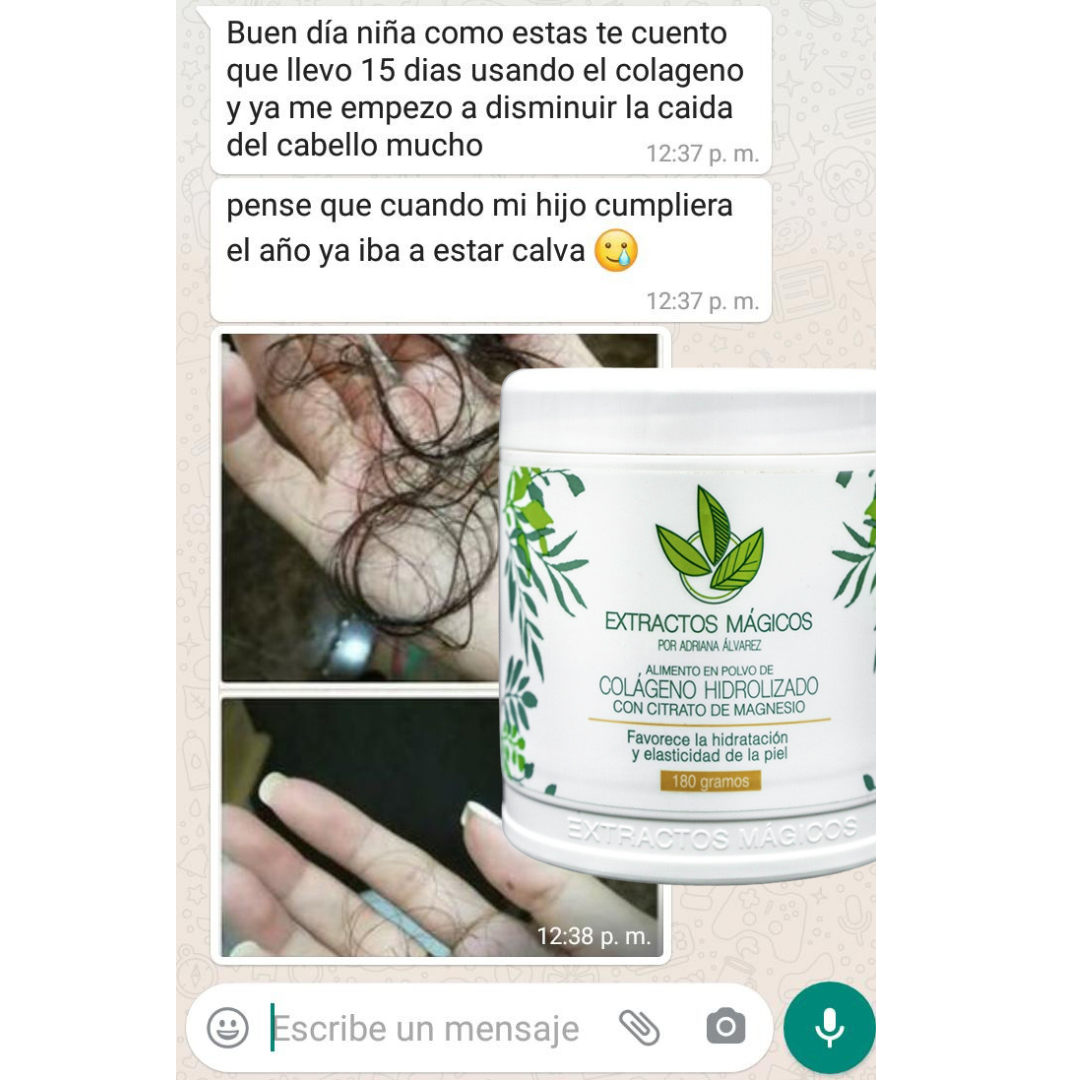 Buen día niña como estas te cuento
que llevo 15 dias usando el colageno
y ya me empezo a disminuir la caida
del cabello mucho
12:37 p. m.
pense que cuando mi hijo cumpliera
el año ya iba a estar calva 🥲
12:37 p. m.
EXTRACTOS MÁGICOS
POR ADRIANA ÁLVAREZ
ALIMENTO EN POLVO DE
COLÁGENO HIDROLIZADO
CON CITRATO DE MAGNESIO
Favorece la hidratación
y elasticidad de la piel
180 gramos
EXTRACTOS MÁGICOS
12:38 p. m.
Escribe un mensaje